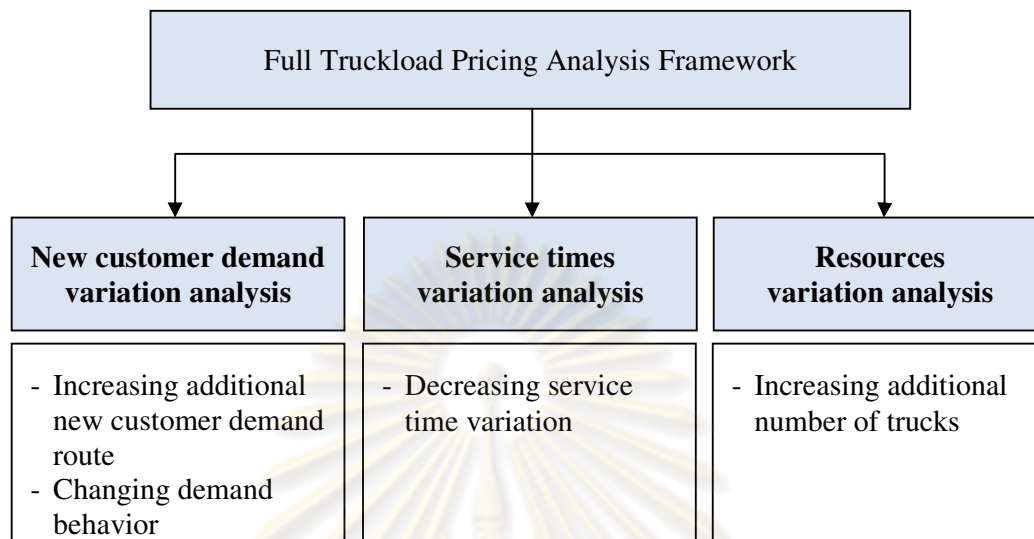 Full Truckload Pricing Analysis Framework
New customer demand
variation analysis
Service times
variation analysis
Resources
variation analysis
- Increasing additional
new customer demand
route
- Changing demand
behavior
- Decreasing service
time variation
- Increasing additional
number of trucks